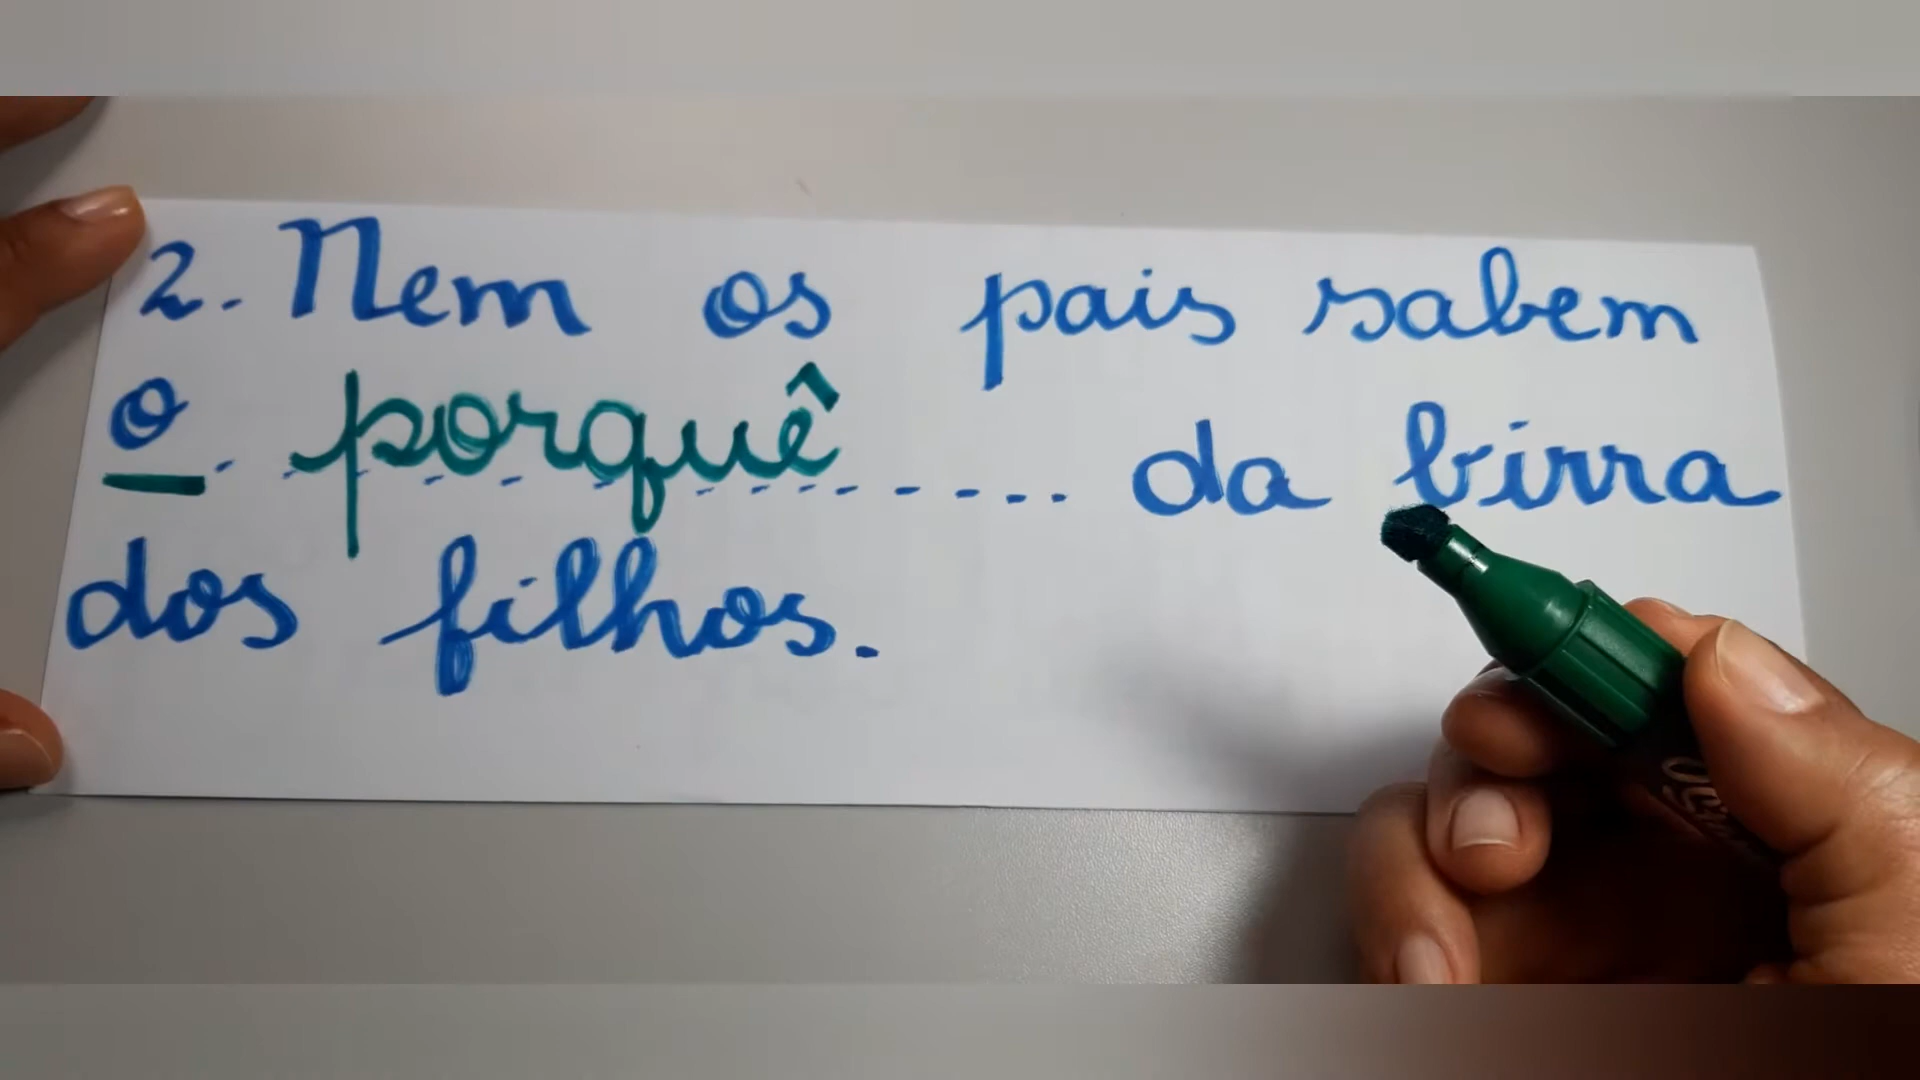 2. Nem os pais sabem
o porquê da birra
dos filhos.